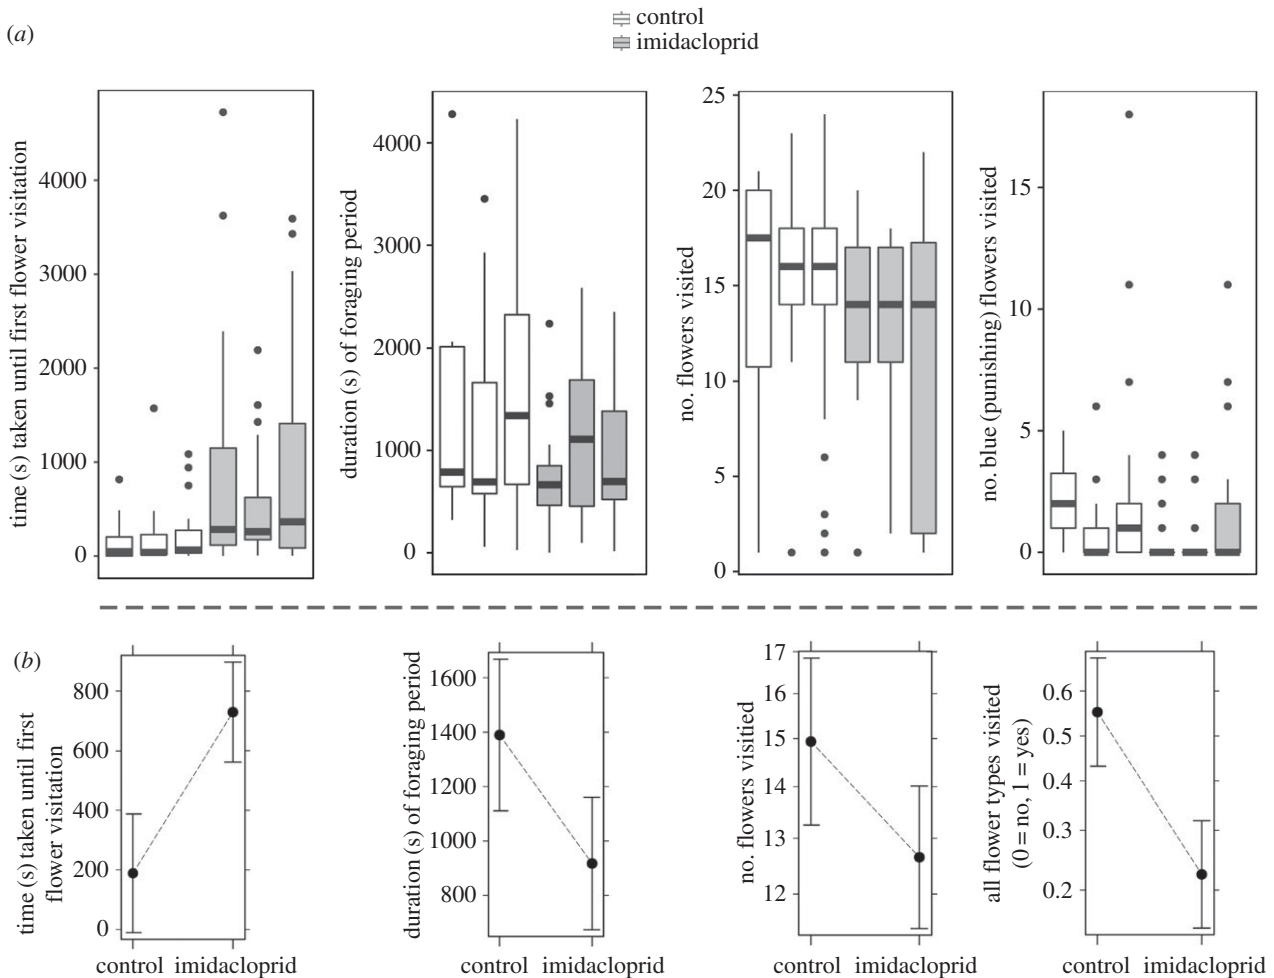 control
imidacloprid
(a)
time (s) taken until first flower visitation
4000
3000
2000
1000
0
duration (s) of foraging period
4000
3000
2000
1000
0
no. flowers visited
25
20
15
10
5
0
no. blue (punishing) flowers visited
15
10
5
0
(b)
time (s) taken until first
flower visitation
800
600
400
200
0
control imidacloprid
duration (s) of foraging period
1600
1400
1200
1000
800
control imidacloprid
no. flowers visitied
17
16
15
14
13
12
control imidacloprid
all flower types visited
(0 = no, 1 = yes)
0.6
0.5
0.4
0.3
0.2
control imidacloprid